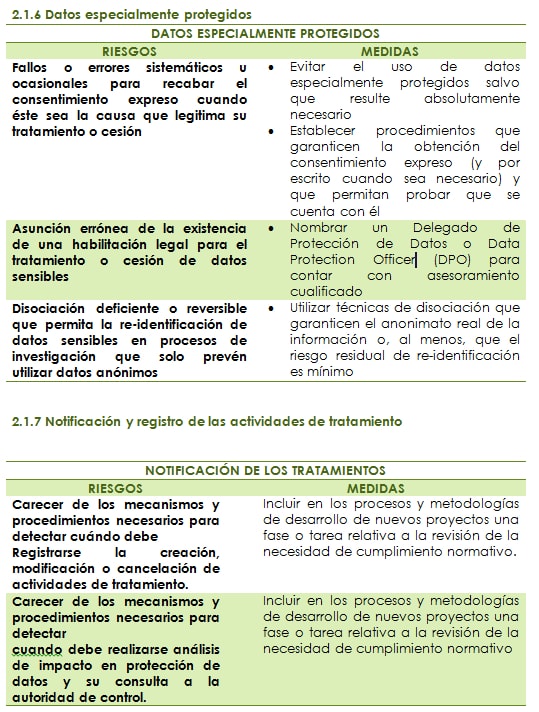 2.1.6 Datos especialmente protegidos
DATOS ESPECIALMENTE PROTEGIDOS
RIESGOS MEDIDAS
Fallos o errores sistemáticos u
ocasionales para recabar el
consentimiento expreso cuando
éste sea la causa que legitima su
tratamiento o cesión
• Evitar el uso de datos
especialmente protegidos salvo
que resulte absolutamente
necesario
• Establecer procedimientos que
garanticen la obtención del
consentimiento expreso (y por
escrito cuando sea necesario) y
que permitan probar que se
cuenta con él
Asunción errónea de la existencia
de una habilitación legal para el
tratamiento o cesión de datos
sensibles
• Nombrar un Delegado de
Protección de Datos o Data
Protection Officer (DPO) para
contar con asesoramiento
cualificado
Disociación deficiente o reversible
que permita la re-identificación de
datos sensibles en procesos de
investigación que solo prevén
utilizar datos anónimos
• Utilizar técnicas de disociación que
garanticen el anonimato real de la
información o, al menos, que el
riesgo residual de re-identificación
es mínimo
2.1.7 Notificación y registro de las actividades de tratamiento
NOTIFICACIÓN DE LOS TRATAMIENTOS
RIESGOS MEDIDAS
Carecer de los mecanismos y
procedimientos necesarios para
detectar cuándo debe
Registrarse la creación,
modificación o cancelación de
actividades de tratamiento.
Incluir en los procesos y metodologías
de desarrollo de nuevos proyectos una
fase o tarea relativa a la revisión de la
necesidad de cumplimiento normativo.
Carecer de los mecanismos y
procedimientos necesarios para
detectar
cuando debe realizarse análisis
de impacto en protección de
datos y su consulta a la
autoridad de control.
Incluir en los procesos y metodologías
de desarrollo de nuevos proyectos una
fase o tarea relativa a la revisión de la
necesidad de cumplimiento normativo